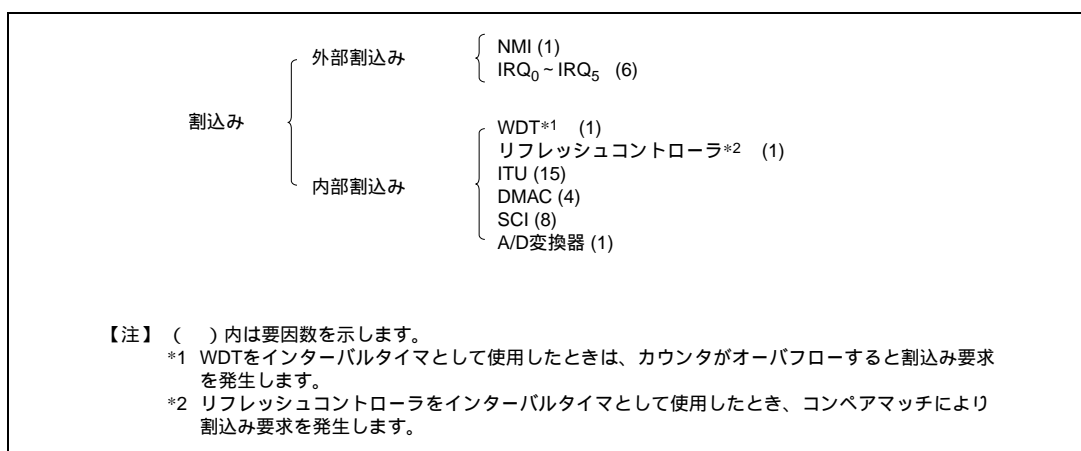 割込み
外部割込み
NMI (1)
IRQ0 ~ IRQ5 (6)
内部割込み
WDT*1 (1)
リフレッシュコントローラ*2 (1)
ITU (15)
DMAC (4)
SCI (8)
A/D変換器 (1)
【注】 ( )内は要因数を示します。
*1 WDTをインターバルタイマとして使用したときは、カウンタがオーバフローすると割込み要求
を発生します。
*2 リフレッシュコントローラをインターバルタイマとして使用したとき、コンペアマッチにより
割込み要求を発生します。